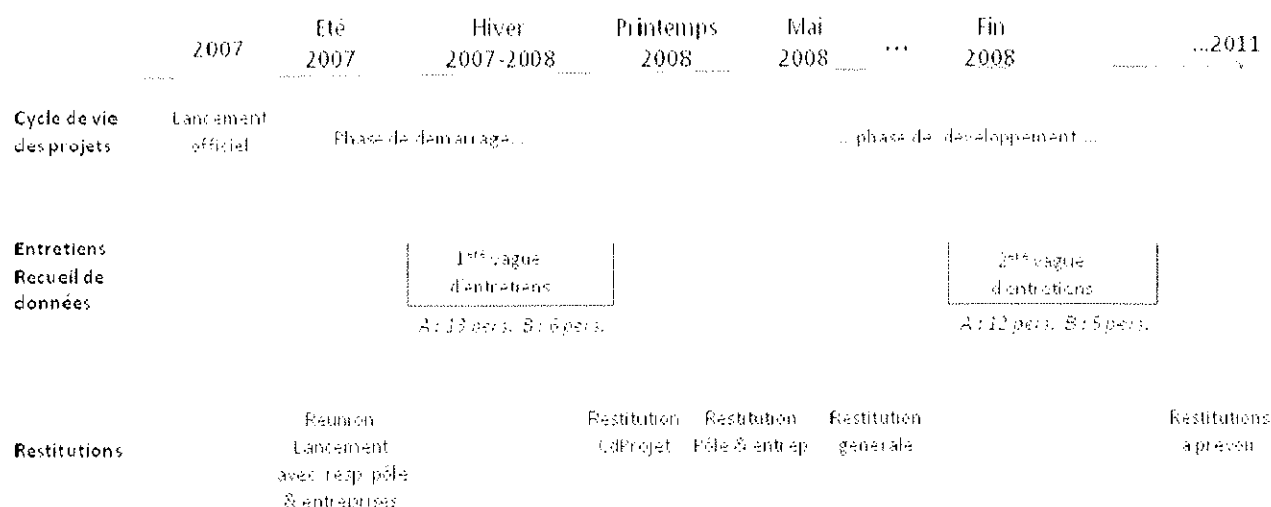 2007
Eté
2007
Hiver
2007-2008
Printemps
2008
Mai
2008
...
Fin
2008
...2011
Cycle de vie
des projets
Lancement
officiel
Phase de démarrage...
... phase de développement ...
Entretiens
Recueil de
données
1ère vague
d'entretiens
A : 13 pers. B : 6 pers.
2ème vague
d'entretiens
A : 12 pers. B : 5 pers.
Restitutions
Réunion
Lancement
avec resp pôle
& entreprises
Restitution
CdProjet
Restitution
Pôle & entrep
Restitution
générale
Restitutions
à prévoir